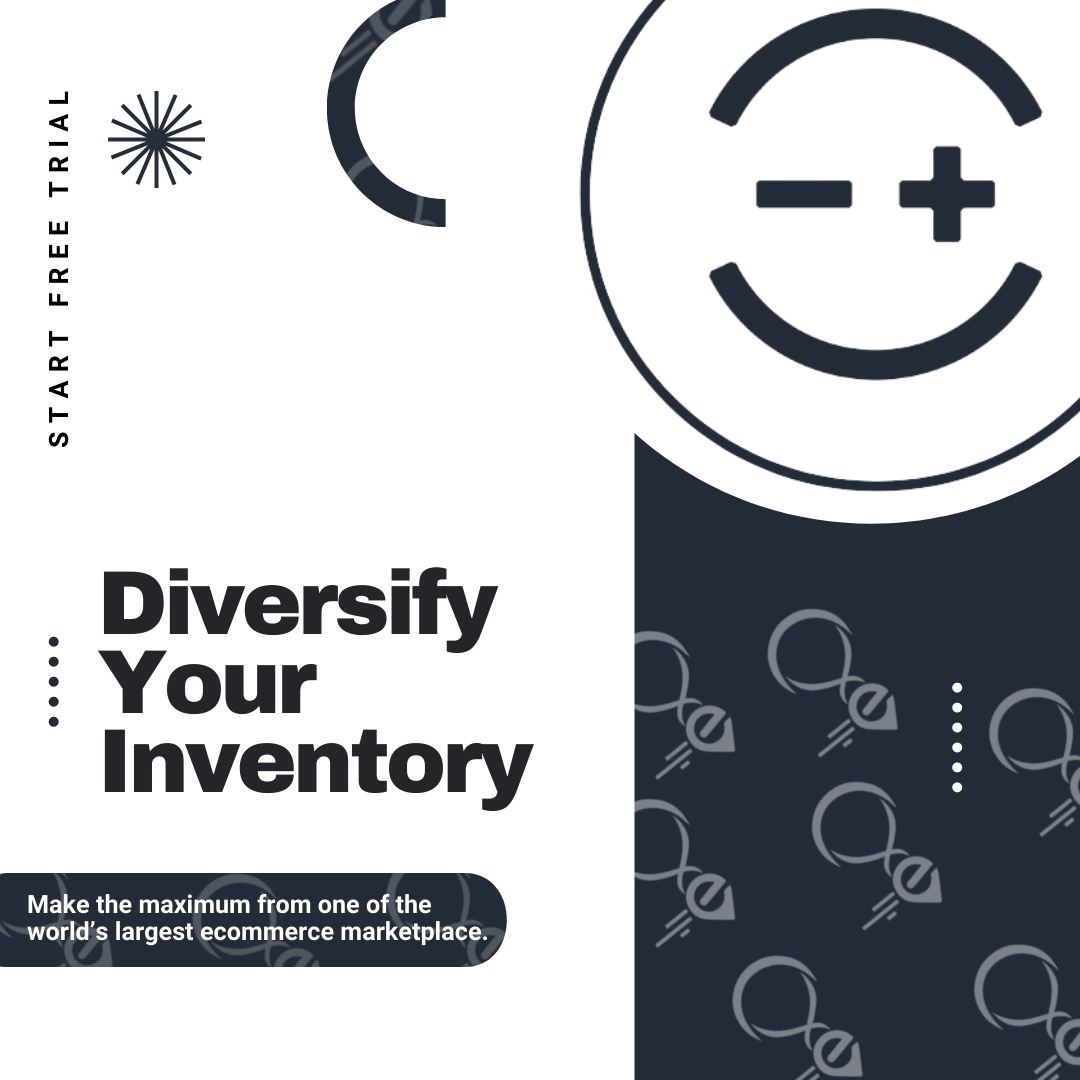 START FREE TRIAL
Diversify
Your
Inventory
Make the maximum from one of the
world’s largest ecommerce marketplace.